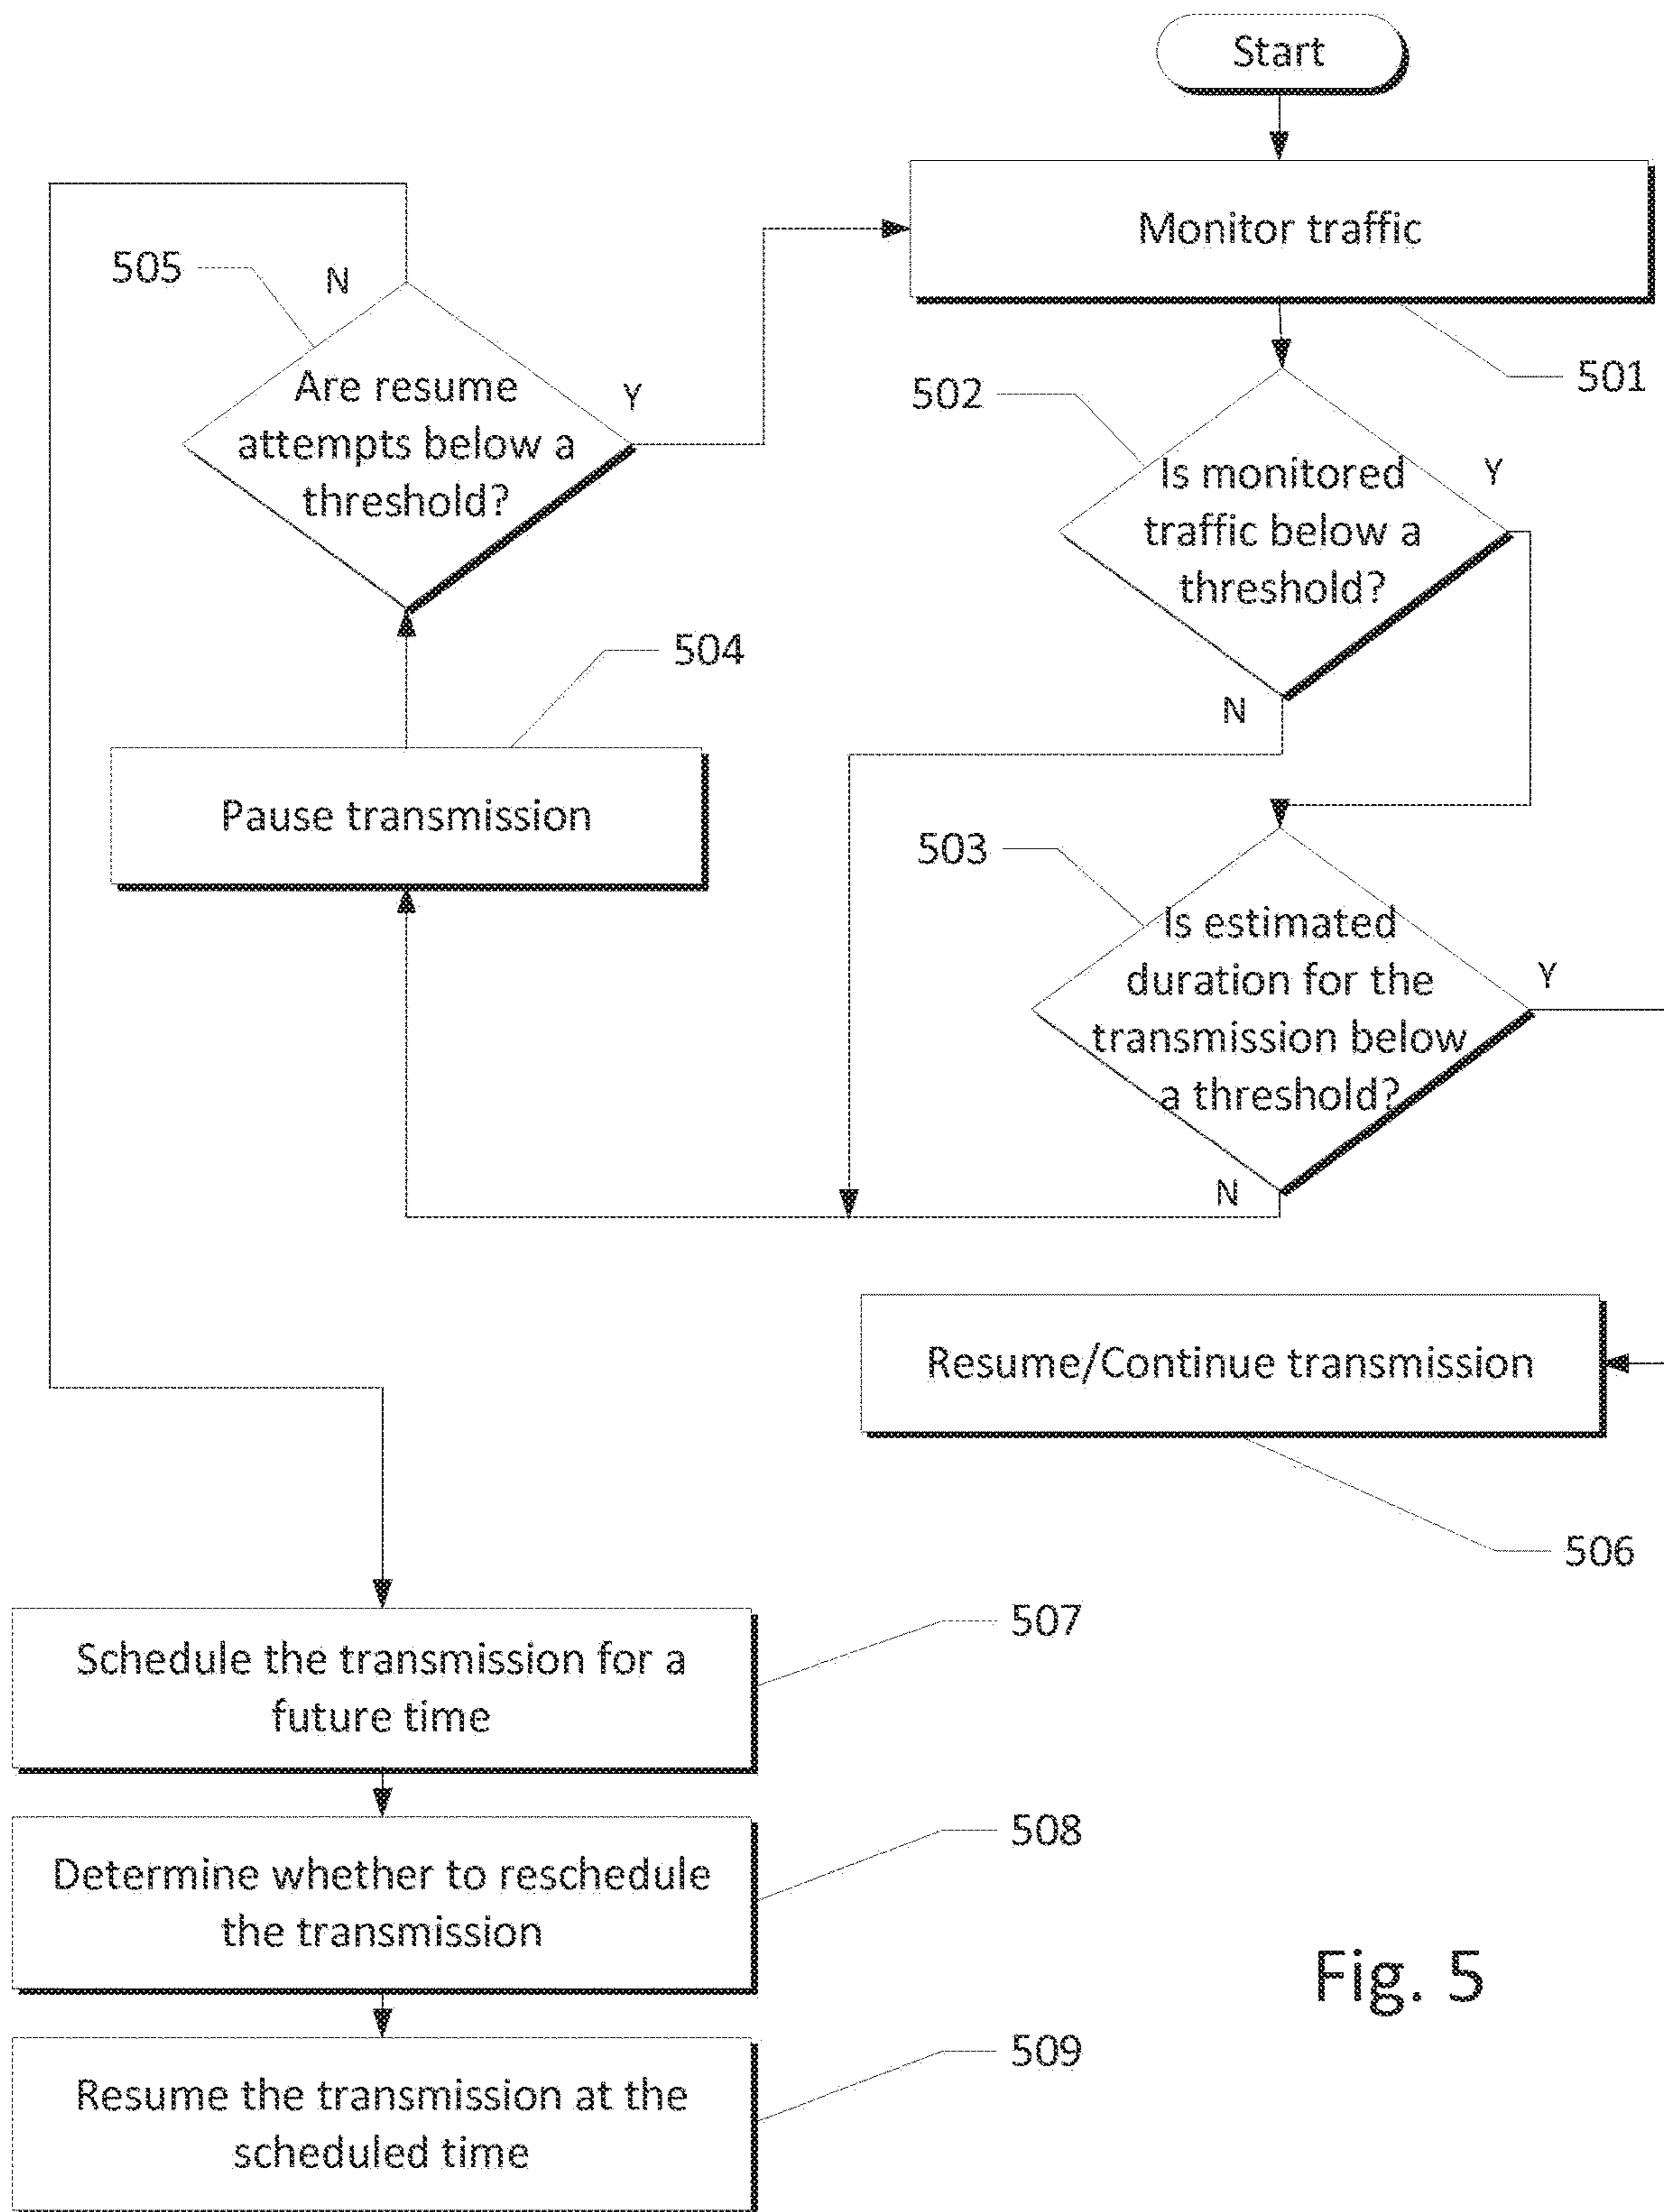 Start
Monitor traffic
501
505
N
Are resume
attempts below a
threshold?
Y
502
Is monitored
traffic below a
threshold?
Y
N
504
Pause transmission
503
Is estimated
duration for the
transmission below
a threshold?
Y
N
Resume/Continue transmission
506
507
Schedule the transmission for a
future time
508
Determine whether to reschedule
the transmission
509
Resume the transmission at the
scheduled time
Fig. 5